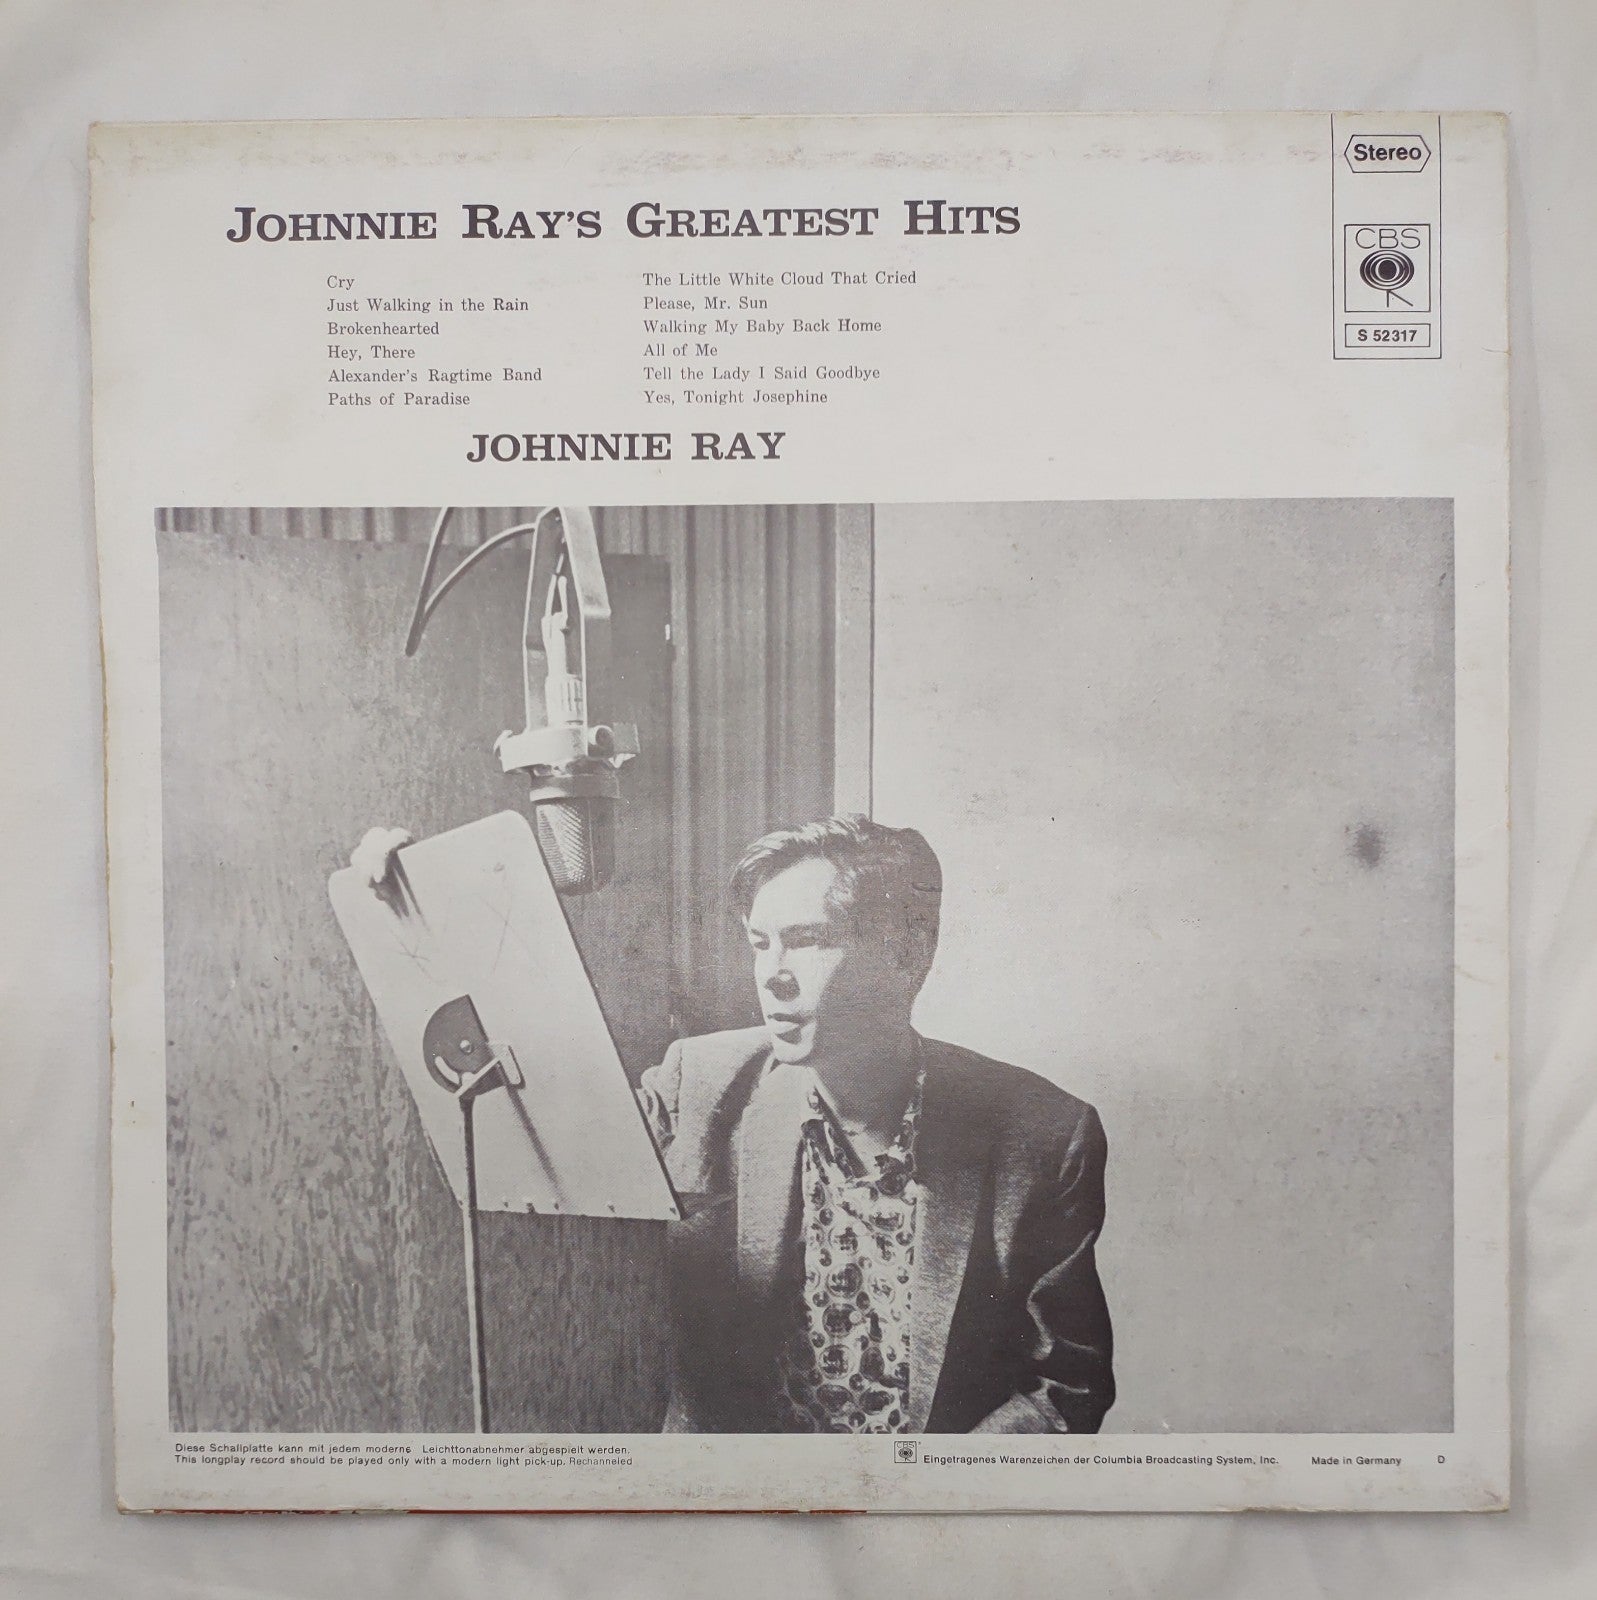 Stereo
CBS
S 52317
JOHNNIE RAY'S GREATEST HITS
Cry
Just Walking in the Rain
Brokenhearted
Hey, There
Alexander's Ragtime Band
Paths of Paradise
The Little White Cloud That Cried
Please, Mr. Sun
Walking My Baby Back Home
All of Me
Tell the Lady I Said Goodbye
Yes, Tonight Josephine
JOHNNIE RAY
Diese Schallplatte kann mit jedem moderne Leichttonabnehmer abgespielt werden.
This longplay record should be played only with a modern light pick-up. Rechanneled
CBS
Eingetragenes Warenzeichen der Columbia Broadcasting System, Inc. Made in Germany D